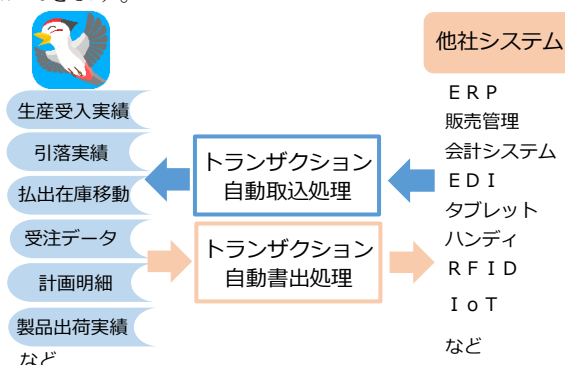 生産受入実績
引落実績
払出在庫移動
受注データ
計画明細
製品出荷実績
など
トランザクション
自動取込処理
トランザクション
自動書出処理
他社システム
ＥＲＰ
販売管理
会計システム
ＥＤＩ
タブレット
ハンディ
ＲＦＩＤ
ＩｏＴ
など